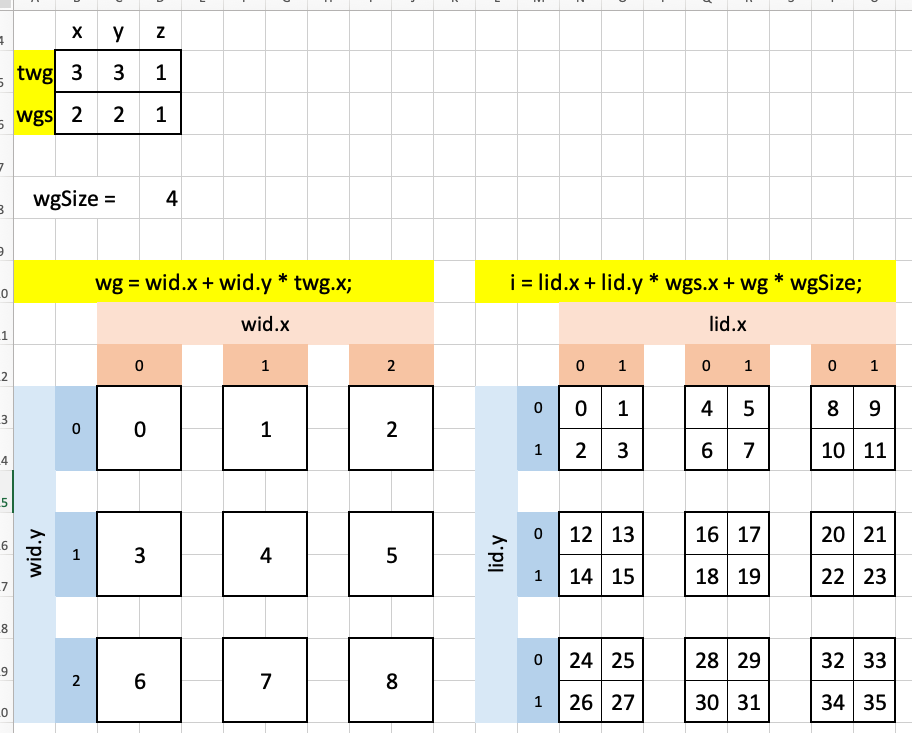 x y z
twg 3 3 1
wgs 2 2 1
wgSize = 4
wg = wid.x + wid.y * twg.x; i = lid.x + lid.y * wgs.x + wg * wgSize;
wid.x lid.x
0 1 2 0 1 0 1 0 1
0 0 1 2 0 0 1 4 5 8 9
1 2 3 6 7 10 11
wid.y lid.y
1 3 4 5 0 12 13 16 17 20 21
1 14 15 18 19 22 23
2 6 7 8 0 24 25 28 29 32 33
1 26 27 30 31 34 35